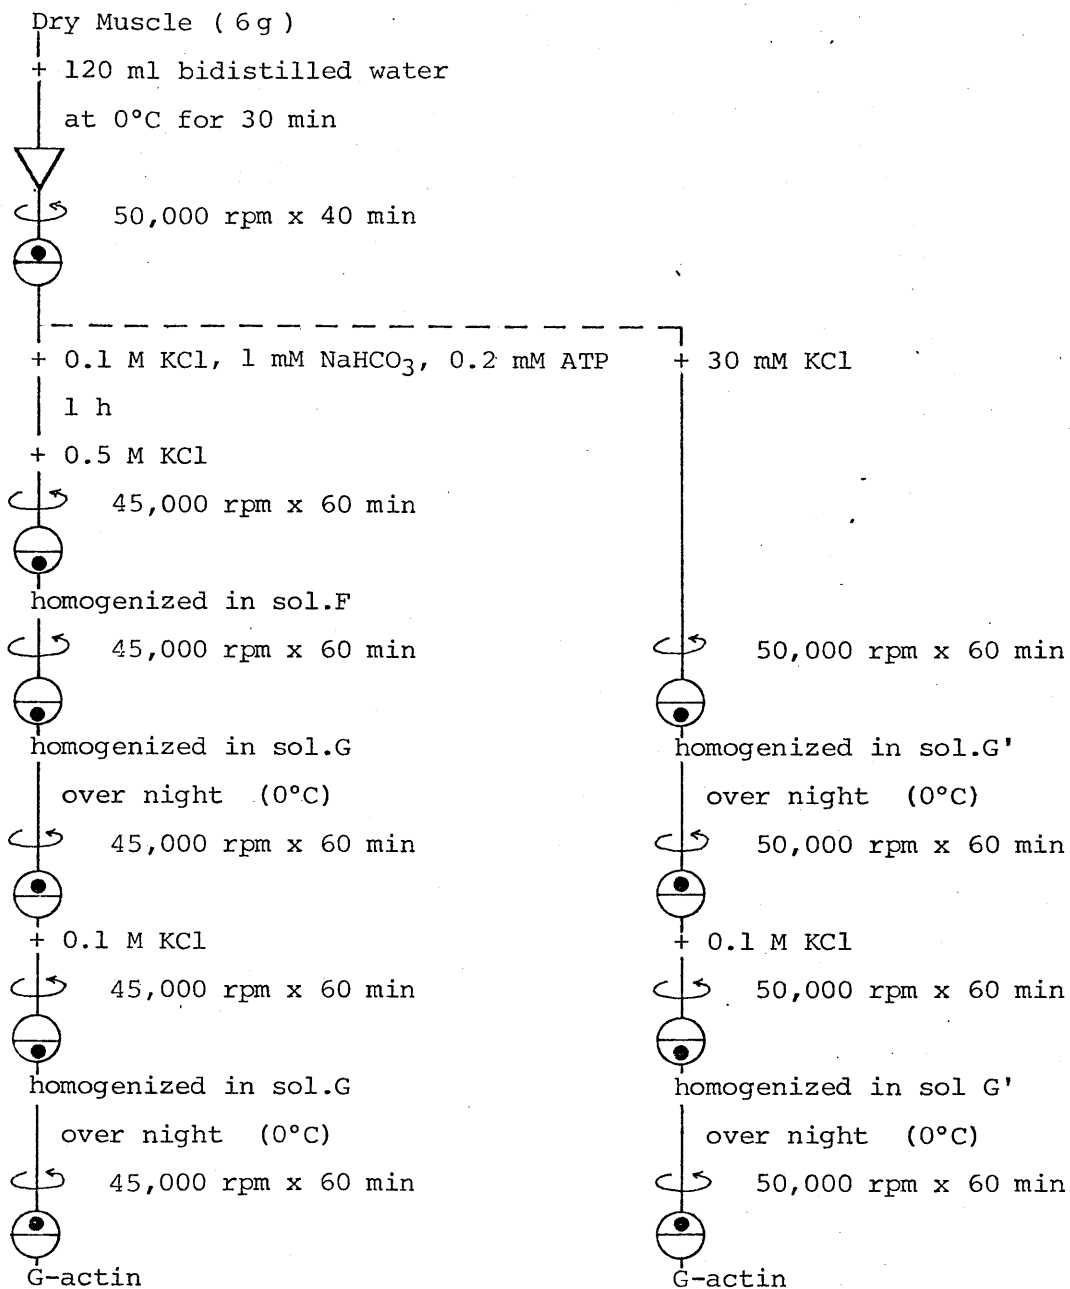 Dry Muscle ( 6 g )
+ 120 ml bidistilled water
at 0°C for 30 min
50,000 rpm x 40 min
+ 0.1 M KCl, 1 mM NaHCO₃, 0.2 mM ATP
1 h
+ 0.5 M KCl
45,000 rpm x 60 min
homogenized in sol.F
45,000 rpm x 60 min
homogenized in sol.G
over night (0°C)
45,000 rpm x 60 min
+ 0.1 M KCl
45,000 rpm x 60 min
homogenized in sol.G
over night (0°C)
45,000 rpm x 60 min
G-actin
+ 30 mM KCl
50,000 rpm x 60 min
homogenized in sol.G'
over night (0°C)
50,000 rpm x 60 min
+ 0.1 M KCl
50,000 rpm x 60 min
homogenized in sol G'
over night (0°C)
50,000 rpm x 60 min
G-actin